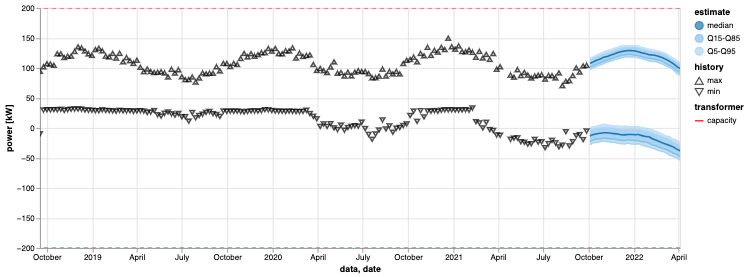 200
150
100
50
0
−50
−100
−150
−200
power [kW]
October 2019 April July October 2020 April July October 2021 April July October 2022 April
data, date
estimate
median
Q15-Q85
Q5-Q95
history
max
min
transformer
capacity